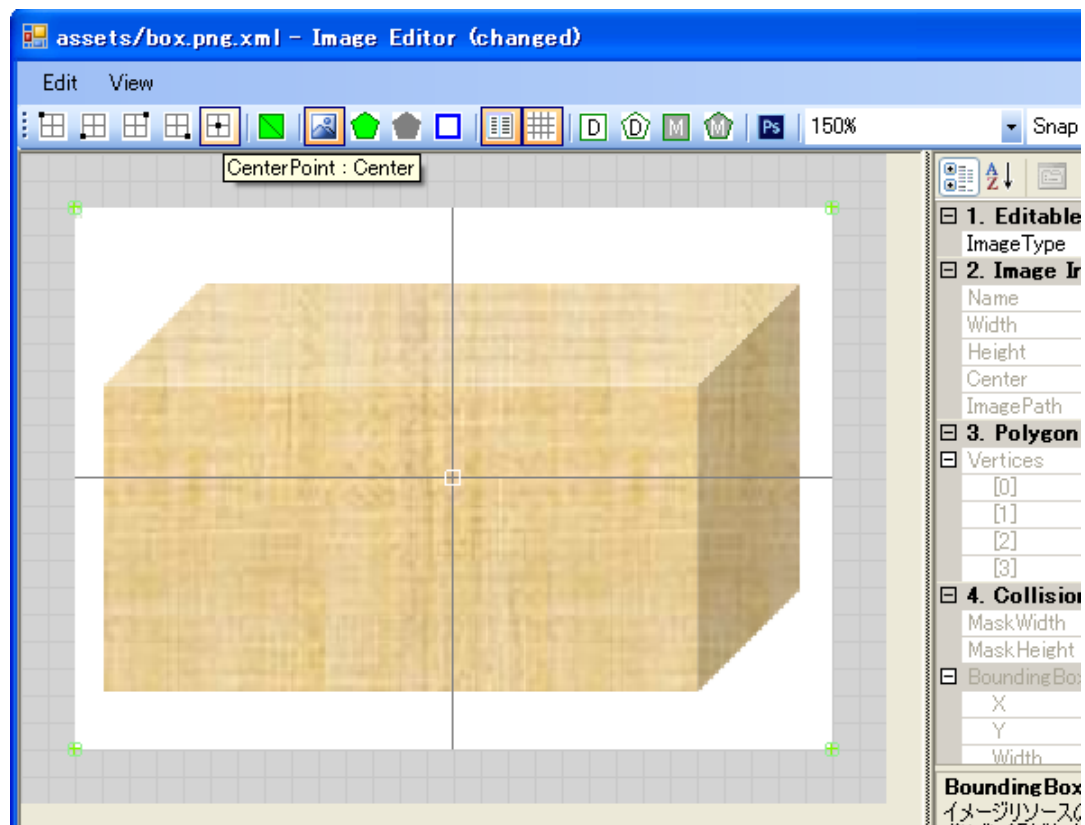 assets/box.png.xml - Image Editor (changed)
Edit View
D D M M Ps 150% Snap
CenterPoint : Center
A
Z
1. Editable
ImageType
2. Image
Name
Width
Height
Center
ImagePath
3. Polygon
Vertices
[0]
[1]
[2]
[3]
4. Collision
MaskWidth
MaskHeight
BoundingBox
X
Y
Width
BoundingBox
イメージリソースの